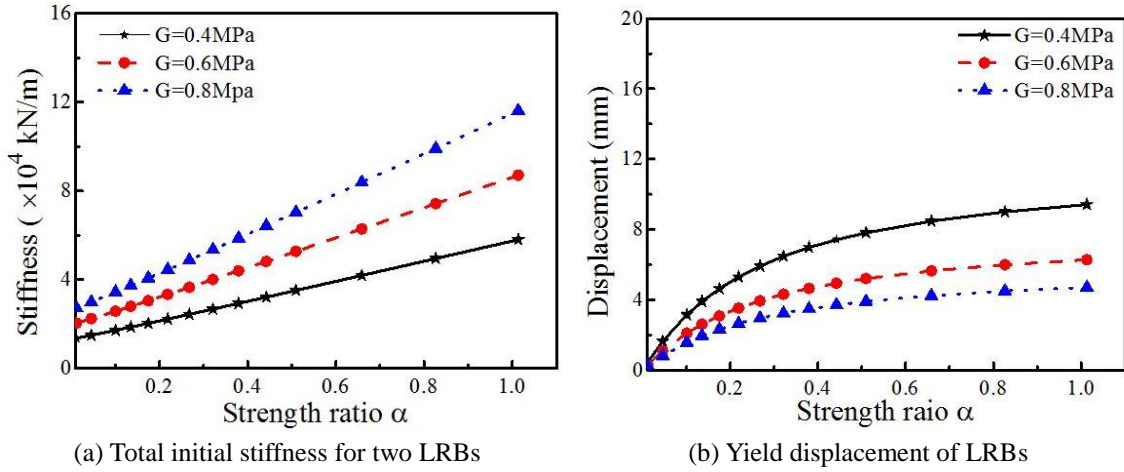 16
12
8
4
0
Stiffness ( ×10⁴ kN/m)
G=0.4MPa
G=0.6MPa
G=0.8Mpa
0.2 0.4 0.6 0.8 1.0
Strength ratio α
(a) Total initial stiffness for two LRBs
20
16
12
8
4
0
Displacement (mm)
G=0.4MPa
G=0.6MPa
G=0.8MPa
0.2 0.4 0.6 0.8 1.0
Strength raio α
(b) Yield displacement of LRBs